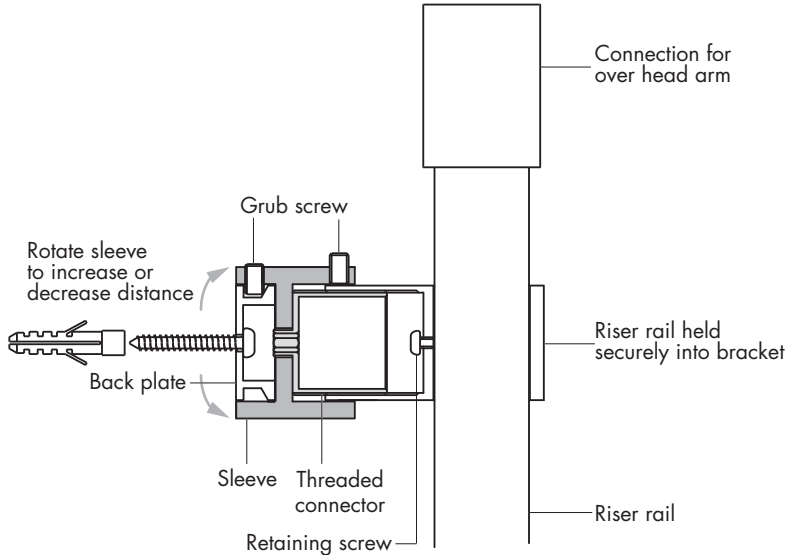 Connection for
over head arm
Grub screw
Rotate sleeve
to increase or
decrease distance
Riser rail held
securely into bracket
Back plate
Sleeve
Threaded
connector
Riser rail
Retaining screw